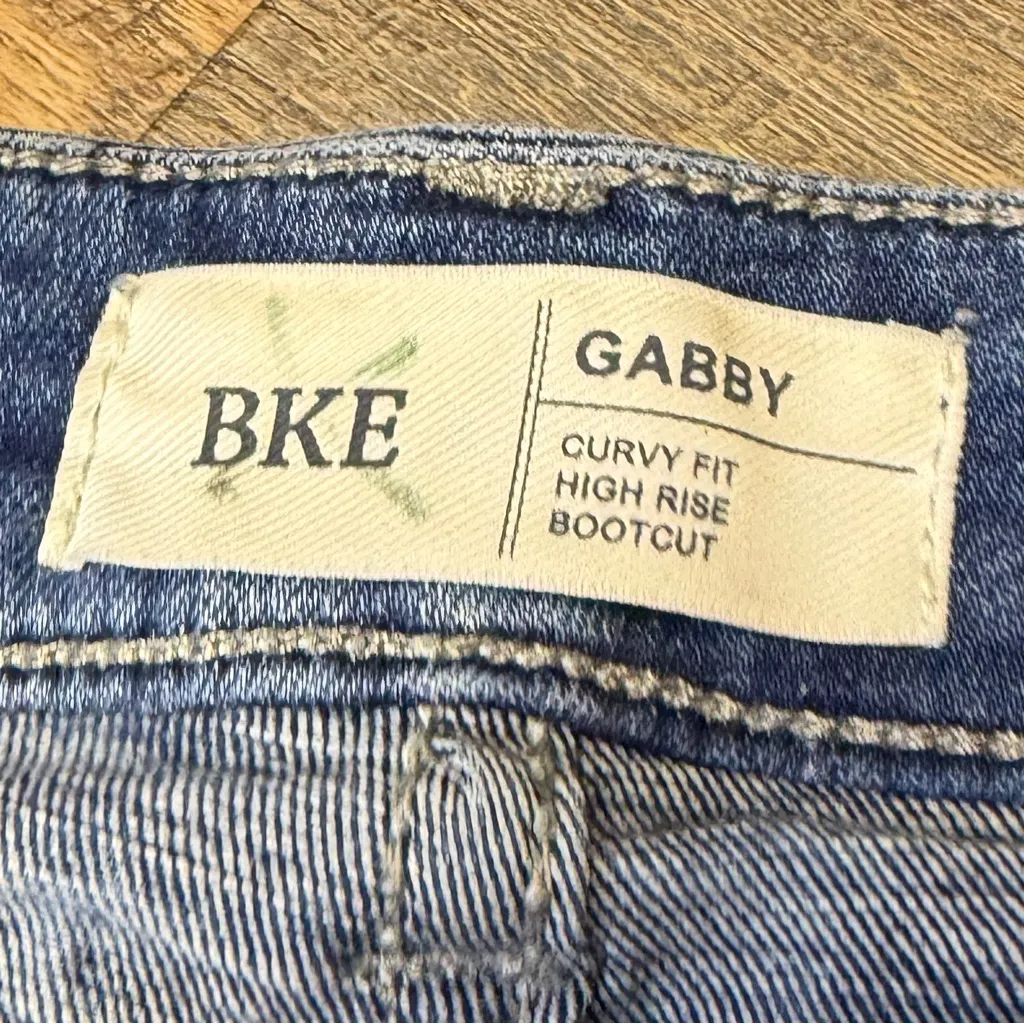 BKE
GABBY
CURVY FIT
HIGH RISE
BOOTCUT